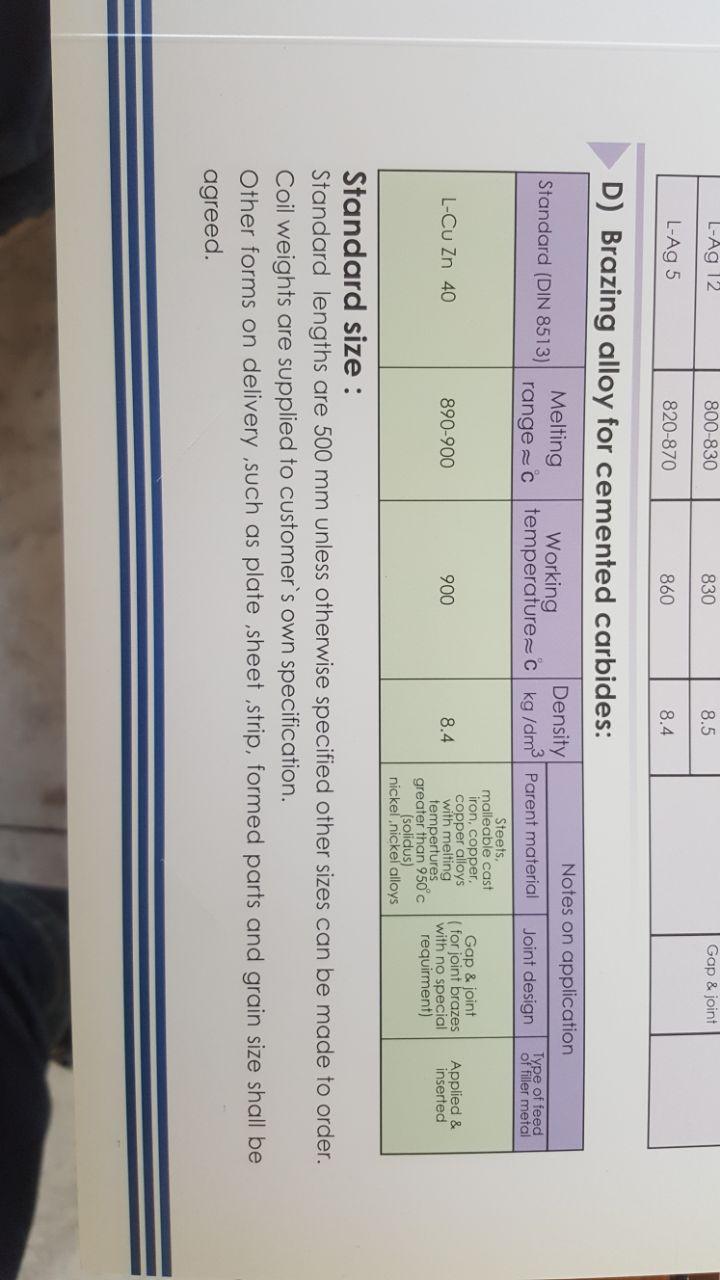 L-Ag 12 800-830 830 8.5 Gap & joint
L-Ag 5 820-870 860 8.4
D) Brazing alloy for cemented carbides:
Standard (DIN 8513) Melting range ≈ °c Working temperature ≈ °c Density kg /dm³ Notes on application
Parent material Joint design Type of feed of filler metal
L-Cu Zn 40 890-900 900 8.4
Steets,
malleable cast
iron, copper,
copper alloys
with melting
tempertures
greater than 950°c
(solidus)
nickel ,nickel alloys
Gap & joint
( for joint brazes
with no special
requirment)
Applied &
inserted
Standard size :
Standard lengths are 500 mm unless otherwise specified other sizes can be made to order.
Coil weights are supplied to customer`s own specification.
Other forms on delivery ,such as plate ,sheet ,strip, formed parts and grain size shall be
agreed.